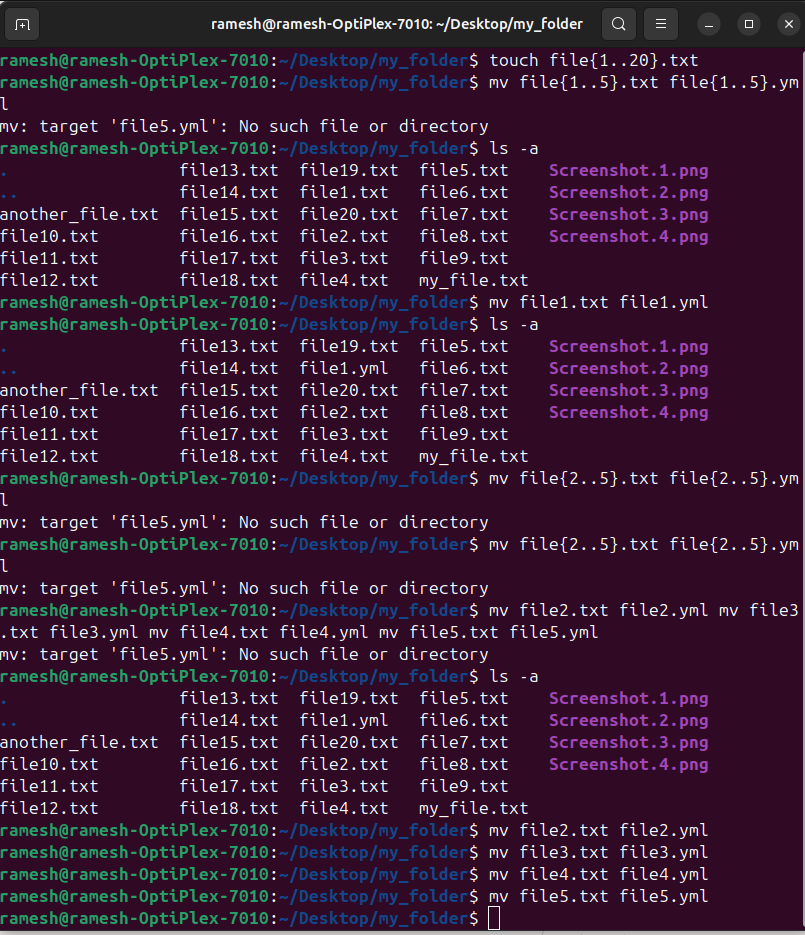 ramesh@ramesh-OptiPlex-7010: ~/Desktop/my_folder
ramesh@ramesh-OptiPlex-7010:~/Desktop/my_folder$ touch file{1..20}.txt
ramesh@ramesh-OptiPlex-7010:~/Desktop/my_folder$ mv file{1..5}.txt file{1..5}.ym
l
mv: target 'file5.yml': No such file or directory
ramesh@ramesh-OptiPlex-7010:~/Desktop/my_folder$ ls -a
. file13.txt file19.txt file5.txt Screenshot.1.png
.. file14.txt file1.txt file6.txt Screenshot.2.png
another_file.txt file15.txt file20.txt file7.txt Screenshot.3.png
file10.txt file16.txt file2.txt file8.txt Screenshot.4.png
file11.txt file17.txt file3.txt file9.txt
file12.txt file18.txt file4.txt my_file.txt
ramesh@ramesh-OptiPlex-7010:~/Desktop/my_folder$ mv file1.txt file1.yml
ramesh@ramesh-OptiPlex-7010:~/Desktop/my_folder$ ls -a
. file13.txt file19.txt file5.txt Screenshot.1.png
.. file14.txt file1.yml file6.txt Screenshot.2.png
another_file.txt file15.txt file20.txt file7.txt Screenshot.3.png
file10.txt file16.txt file2.txt file8.txt Screenshot.4.png
file11.txt file17.txt file3.txt file9.txt
file12.txt file18.txt file4.txt my_file.txt
ramesh@ramesh-OptiPlex-7010:~/Desktop/my_folder$ mv file{2..5}.txt file{2..5}.ym
l
mv: target 'file5.yml': No such file or directory
ramesh@ramesh-OptiPlex-7010:~/Desktop/my_folder$ mv file{2..5}.txt file{2..5}.ym
l
mv: target 'file5.yml': No such file or directory
ramesh@ramesh-OptiPlex-7010:~/Desktop/my_folder$ mv file2.txt file2.yml mv file3
.txt file3.yml mv file4.txt file4.yml mv file5.txt file5.yml
mv: target 'file5.yml': No such file or directory
ramesh@ramesh-OptiPlex-7010:~/Desktop/my_folder$ ls -a
. file13.txt file19.txt file5.txt Screenshot.1.png
.. file14.txt file1.yml file6.txt Screenshot.2.png
another_file.txt file15.txt file20.txt file7.txt Screenshot.3.png
file10.txt file16.txt file2.txt file8.txt Screenshot.4.png
file11.txt file17.txt file3.txt file9.txt
file12.txt file18.txt file4.txt my_file.txt
ramesh@ramesh-OptiPlex-7010:~/Desktop/my_folder$ mv file2.txt file2.yml
ramesh@ramesh-OptiPlex-7010:~/Desktop/my_folder$ mv file3.txt file3.yml
ramesh@ramesh-OptiPlex-7010:~/Desktop/my_folder$ mv file4.txt file4.yml
ramesh@ramesh-OptiPlex-7010:~/Desktop/my_folder$ mv file5.txt file5.yml
ramesh@ramesh-OptiPlex-7010:~/Desktop/my_folder$